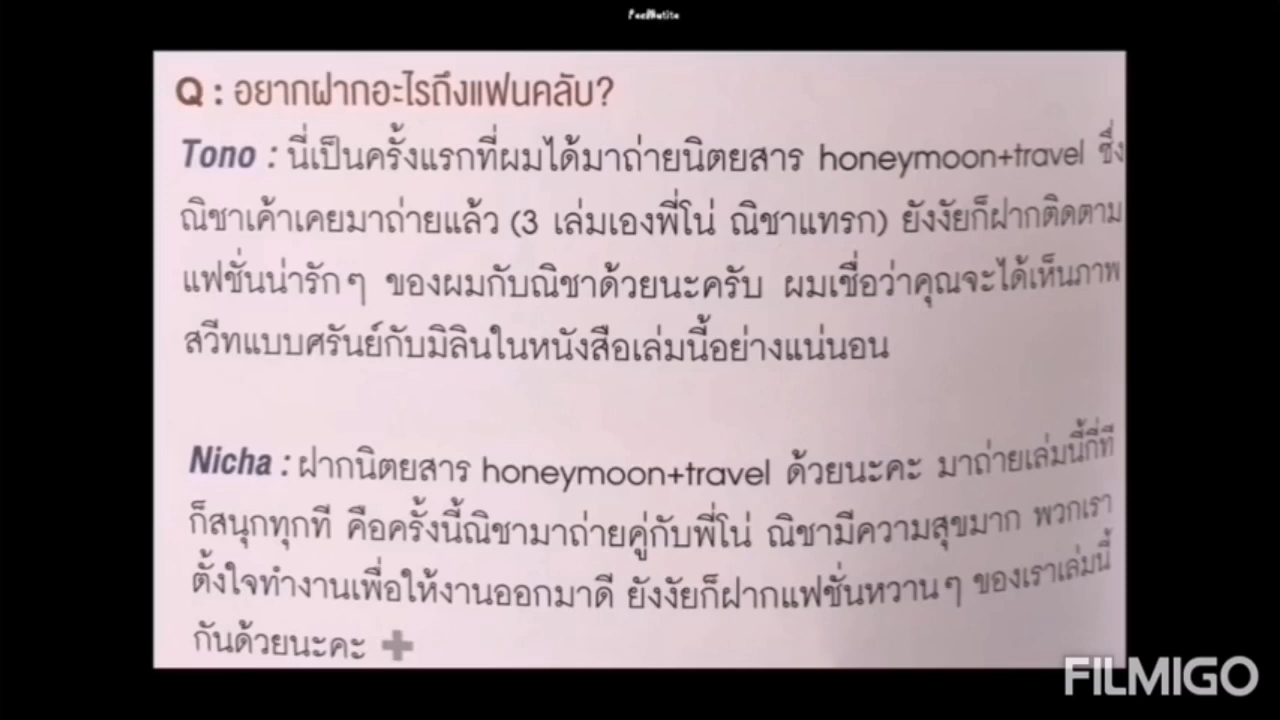 Q : อยากฝากอะไรถึงแฟนคลับ?
Tono : นี่เป็นครั้งแรกที่ผมได้มาถ่ายนิตยสาร honeymoon+travel ซึ่ง
ณิชาเค้าเคยมาถ่ายแล้ว (3 เล่มเองพี่โน่ ณิชาแทรก) ยังงัยก็ฝากติดตาม
แฟชั่นน่ารักๆ ของผมกับณิชาด้วยนะครับ ผมเชื่อว่าคุณจะได้เห็นภาพ
สวีทแบบศรันย์กับมิลินในหนังสือเล่มนี้อย่างแน่นอน
Nicha : ฝากนิตยสาร honeymoon+travel ด้วยนะคะ มาถ่ายเล่มนี้กี่ที
ก็สนุกทุกที คือครั้งนี้ณิชามาถ่ายคู่กับพี่โน่ ณิชามีความสุขมาก พวกเรา
ตั้งใจทำงานเพื่อให้งานออกมาดี ยังงัยก็ฝากแฟชั่นหวานๆ ของเราเล่มนี้
กันด้วยนะคะ
FILMIGO